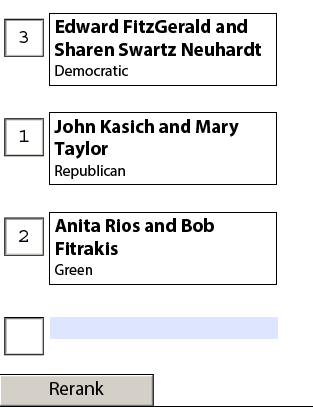 3
Edward FitzGerald and
Sharen Swartz Neuhardt
Democratic
1
John Kasich and Mary
Taylor
Republican
2
Anita Rios and Bob
Fitrakis
Green
Rerank